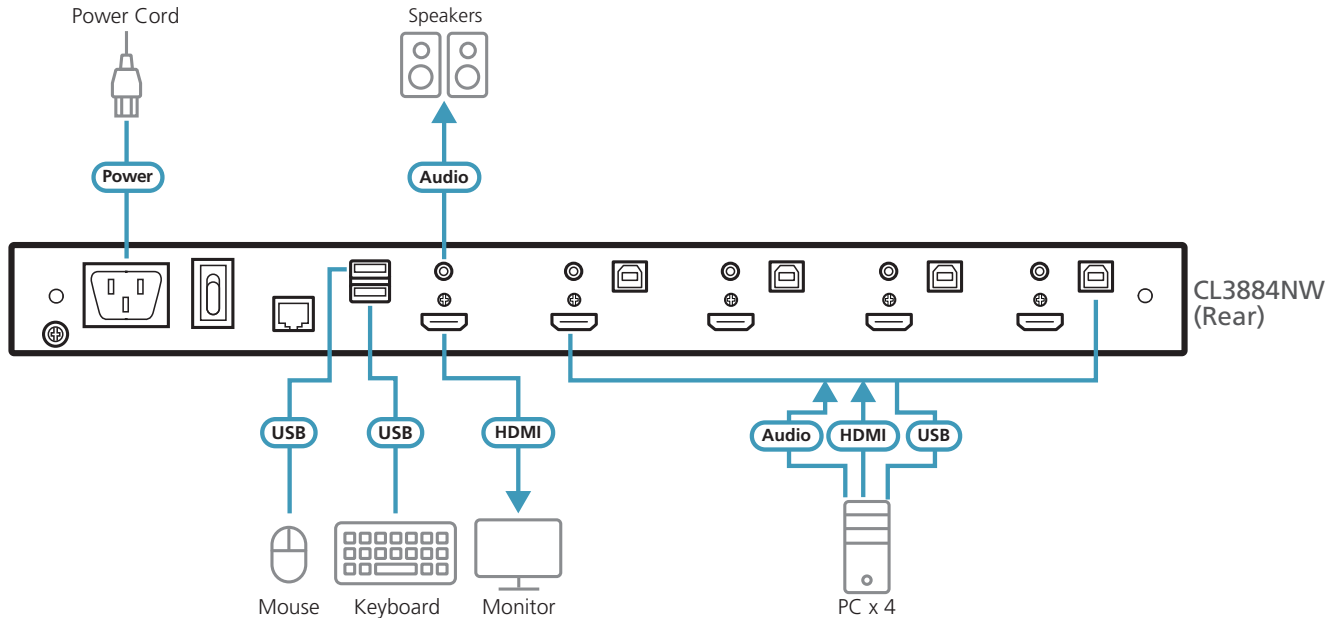 Power Cord
Speakers
Power
Audio
CL3884NW
(Rear)
USB
USB
HDMI
Audio
HDMI
USB
Mouse
Keyboard
Monitor
PC x 4